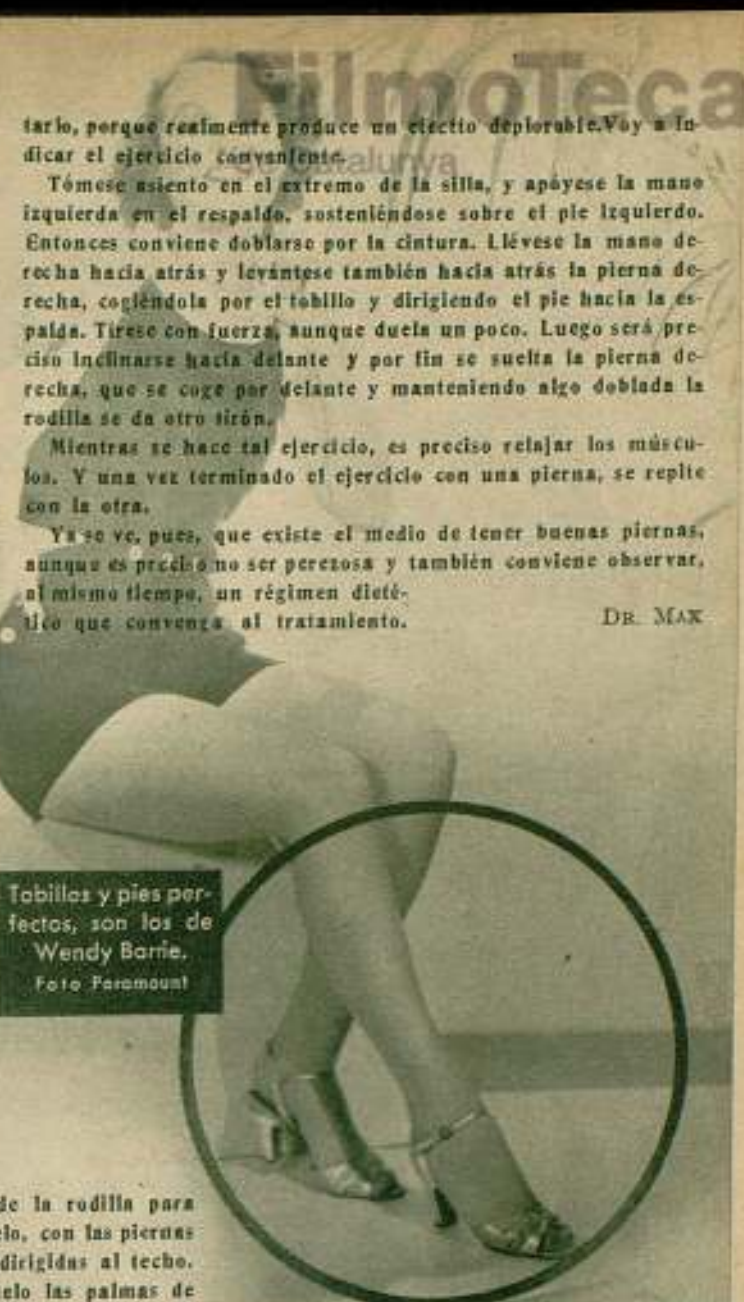 FilmoTeca
de Catalunya
tarlo, porque realmente produce un efectto deplorable.Voy a in-
dicar el ejercicio conveniente.
Tómese asiento en el extremo de la silla, y apóyese la mano
izquierda en el respaldo, sosteniéndose sobre el pie izquierdo.
Entonces conviene doblarse por la cintura. Llévese la mano de-
recha hacia atrás y levántese también hacia atrás la pierna de-
recha, cogiéndola por el tobillo y dirigiendo el pie hacia la es-
palda. Tírese con fuerza, aunque duela un poco. Luego será pre-
ciso inclinarse hacia delante y por fin se suelta la pierna de-
recha, que se coge por delante y manteniendo algo doblada la
rodilla se da otro tirón.
Mientras se hace tal ejercicio, es preciso relajar los múscu-
los. Y una vez terminado el ejercicio con una pierna, se repite
con la otra.
Ya se ve, pues, que existe el medio de tener buenas piernas,
aunque es preciso no ser perezosa y también conviene observar,
al mismo tiempo, un régimen dieté-
tico que convenga al tratamiento.
DR. MAX
Tobillos y pies per-
fectos, son los de
Wendy Barrie.
Foto Paramount
de la rodilla para
elo, con las piernas
dirigidas al techo.
elo las palmas de